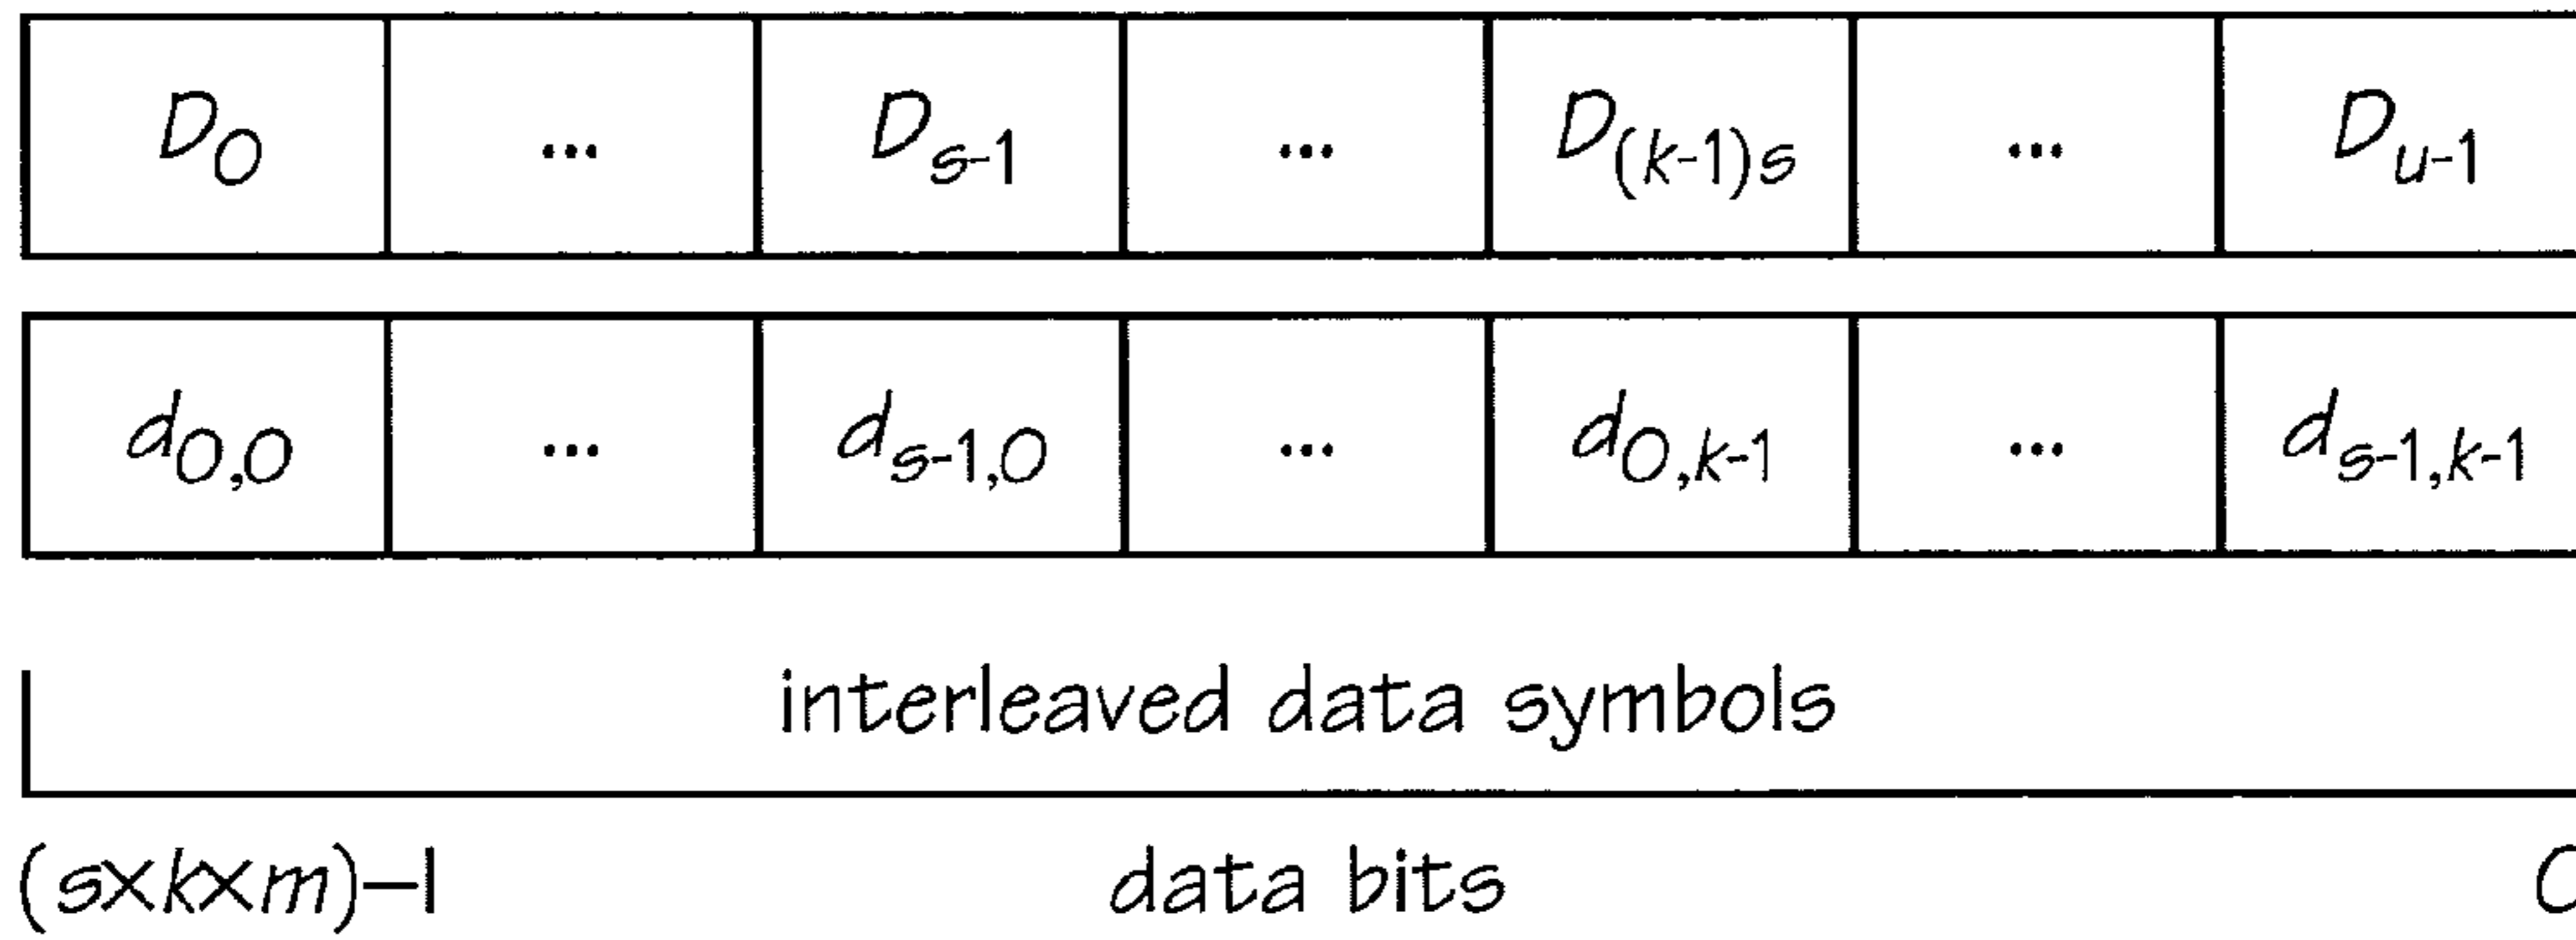 D0 ... Ds-1 ... D(k-1)s ... Du-1
d0,0 ... ds-1,0 ... d0,k-1 ... ds-1,k-1
interleaved data symbols
(s×k×m)–1 data bits 0